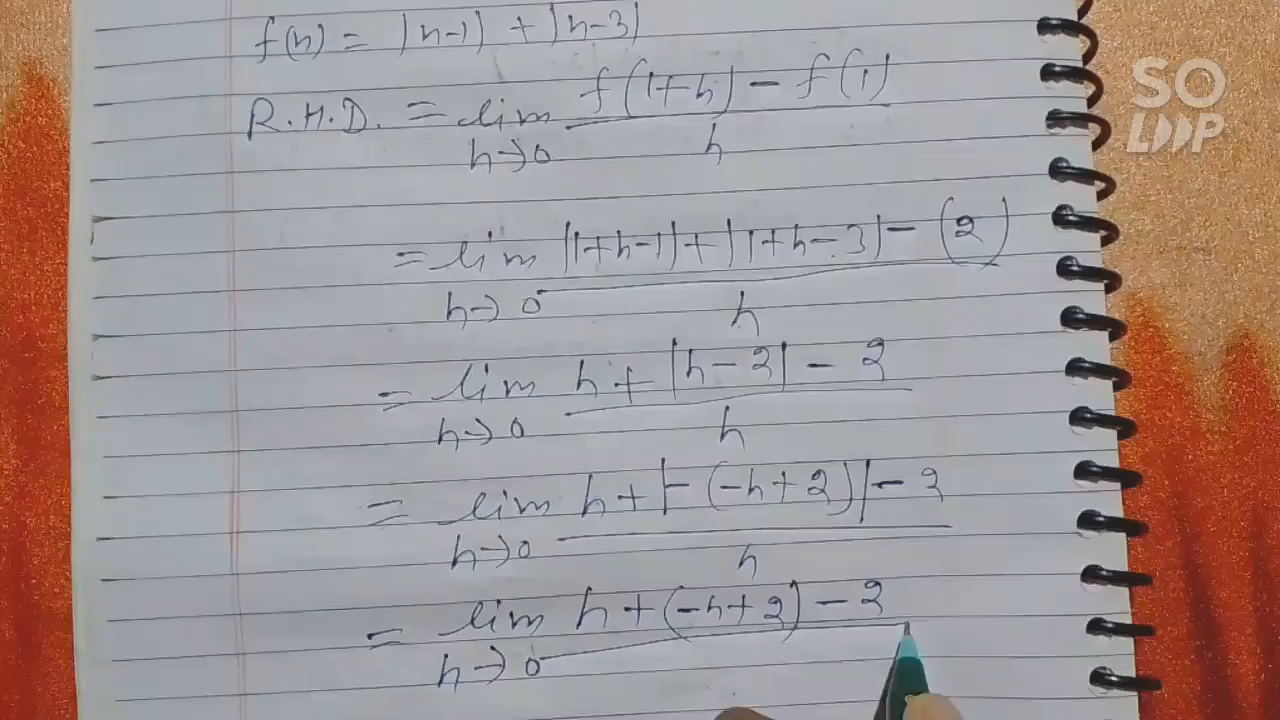 f(n) = |n-1| + |n-3|
SO
LOOP
R.H.D. = lim f(1+h) - f(1)
h→0 h
= lim |1+h-1| + |1+h-3| - (2)
h→0 h
= lim h + |h-2| - 2
h→0 h
= lim h + |-(-h+2)| - 2
h→0 h
= lim h + (-h+2) - 2
h→0